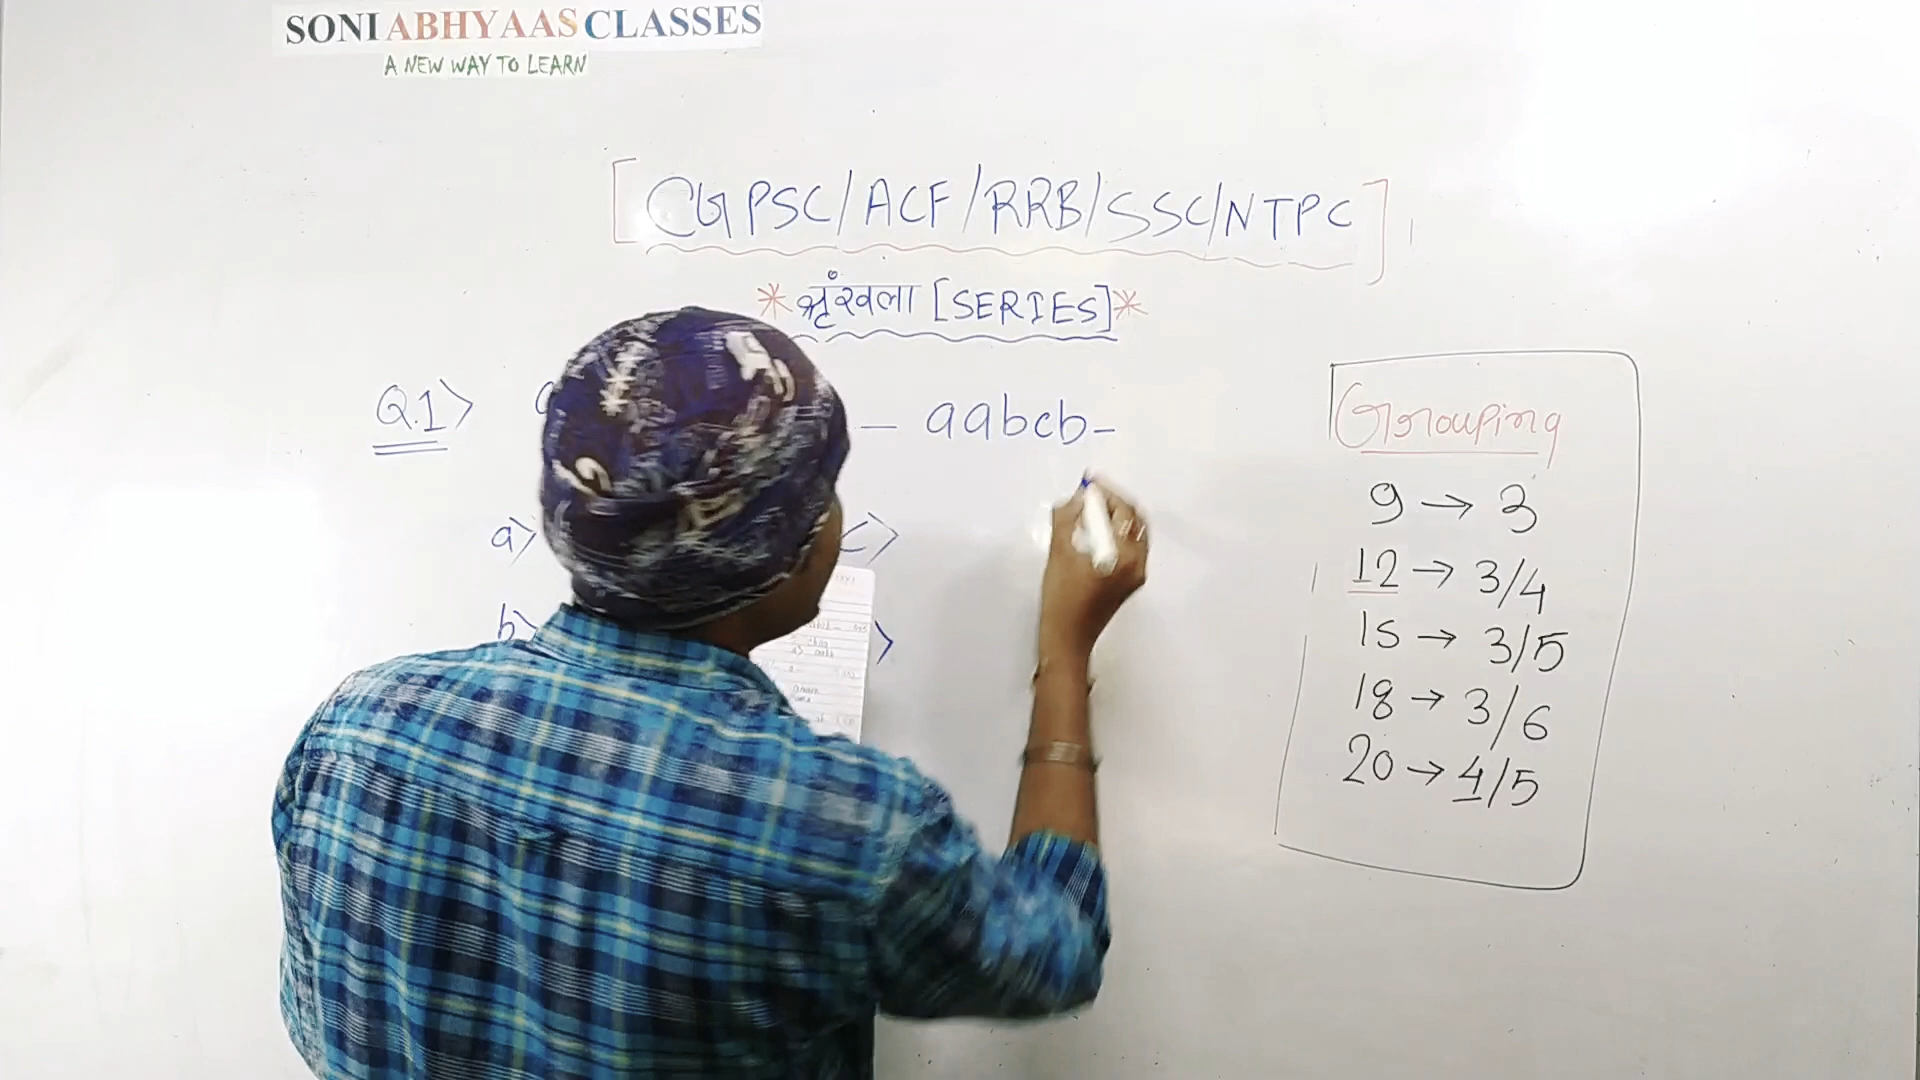 SONI ABHYAAS CLASSES
A NEW WAY TO LEARN
[CGPSC/ACF/RRB/SSC/NTPC]
*श्रृंखला [SERIES]*
Q.1> a _ aabcb-
a> c>
b> >
Grouping
9 → 3
12 → 3/4
15 → 3/5
18 → 3/6
20 → 4/5